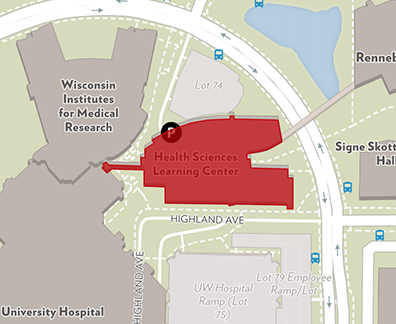 Lot 74
Renneb
Wisconsin
Institutes
for Medical
Research
P
Health Sciences
Learning Center
Signe Skott
Hall
HIGHLAND AVE
HIGHLAND AVE
UW Hospital
Ramp (Lot
75)
Lot 79 Employee
Ramp/Lot
University Hospital